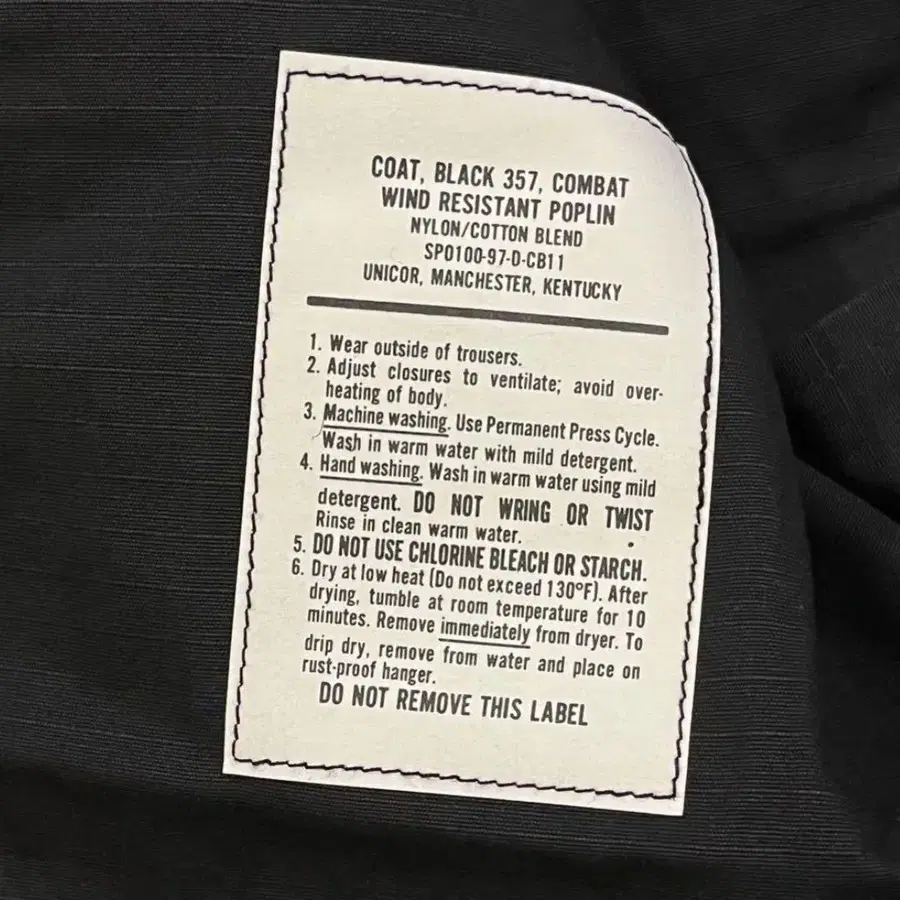 COAT, BLACK 357, COMBAT
WIND RESISTANT POPLIN
NYLON/COTTON BLEND
SPO100-97-D-CB11
UNICOR, MANCHESTER, KENTUCKY
1. Wear outside of trousers.
2. Adjust closures to ventilate; avoid over-
heating of body.
3. Machine washing. Use Permanent Press Cycle.
Wash in warm water with mild detergent.
4. Hand washing. Wash in warm water using mild
detergent. DO NOT WRING OR TWIST
Rinse in clean warm water.
5. DO NOT USE CHLORINE BLEACH OR STARCH.
6. Dry at low heat (Do not exceed 130°F). After
drying, tumble at room temperature for 10
minutes. Remove immediately from dryer. To
drip dry, remove from water and place on
rust-proof hanger.
DO NOT REMOVE THIS LABEL